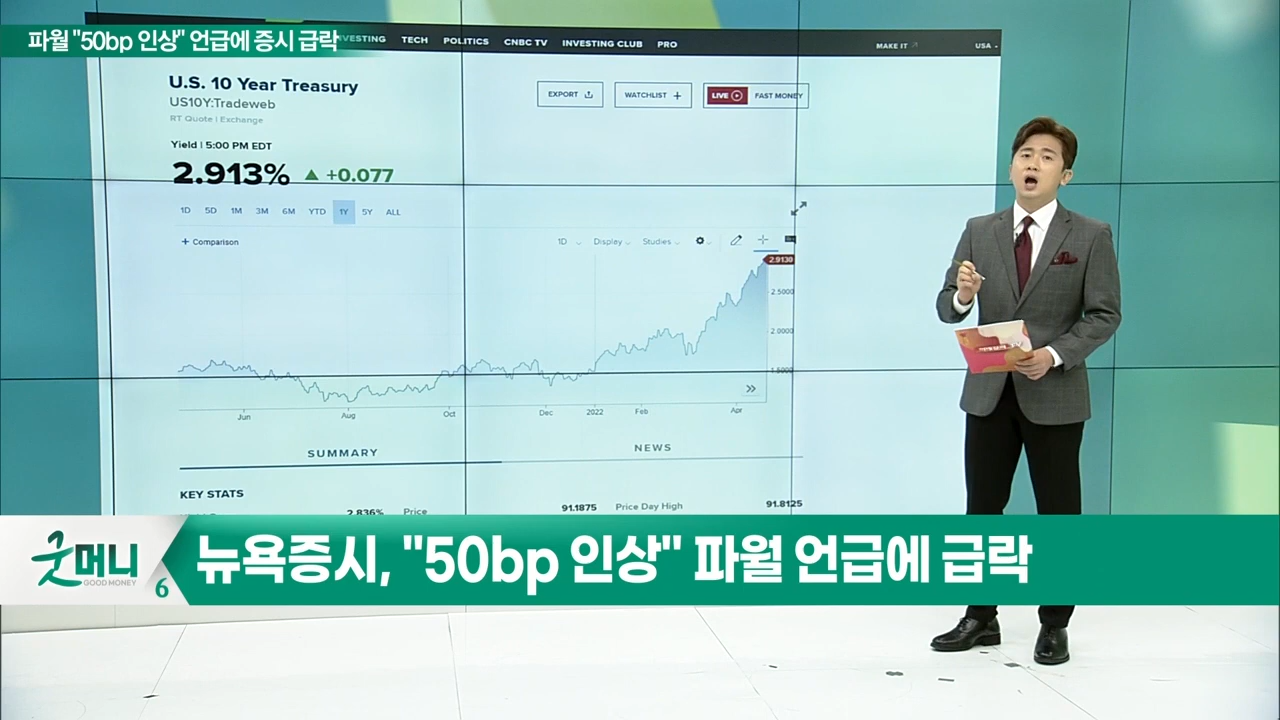 파월 "50bp 인상" 언급에 증시 급락
INVESTING TECH POLITICS CNBC TV INVESTING CLUB PRO MAKE IT USA
U.S. 10 Year Treasury
US10Y:Tradeweb
RT Quote | Exchange
EXPORT WATCHLIST + LIVE FAST MONEY
Yield | 5:00 PM EDT
2.913% ▲ +0.077
1D 5D 1M 3M 6M YTD 1Y 5Y ALL
+ Comparison 1D Display Studies
2.9130
2.5000
2.0000
1.5000
Jun Aug Oct Dec 2022 Feb Apr
SUMMARY NEWS
KEY STATS
2.836% Price 91.1875 Price Day High 91.8125
굿머니
GOOD MONEY
6
뉴욕증시, "50bp 인상" 파월 언급에 급락